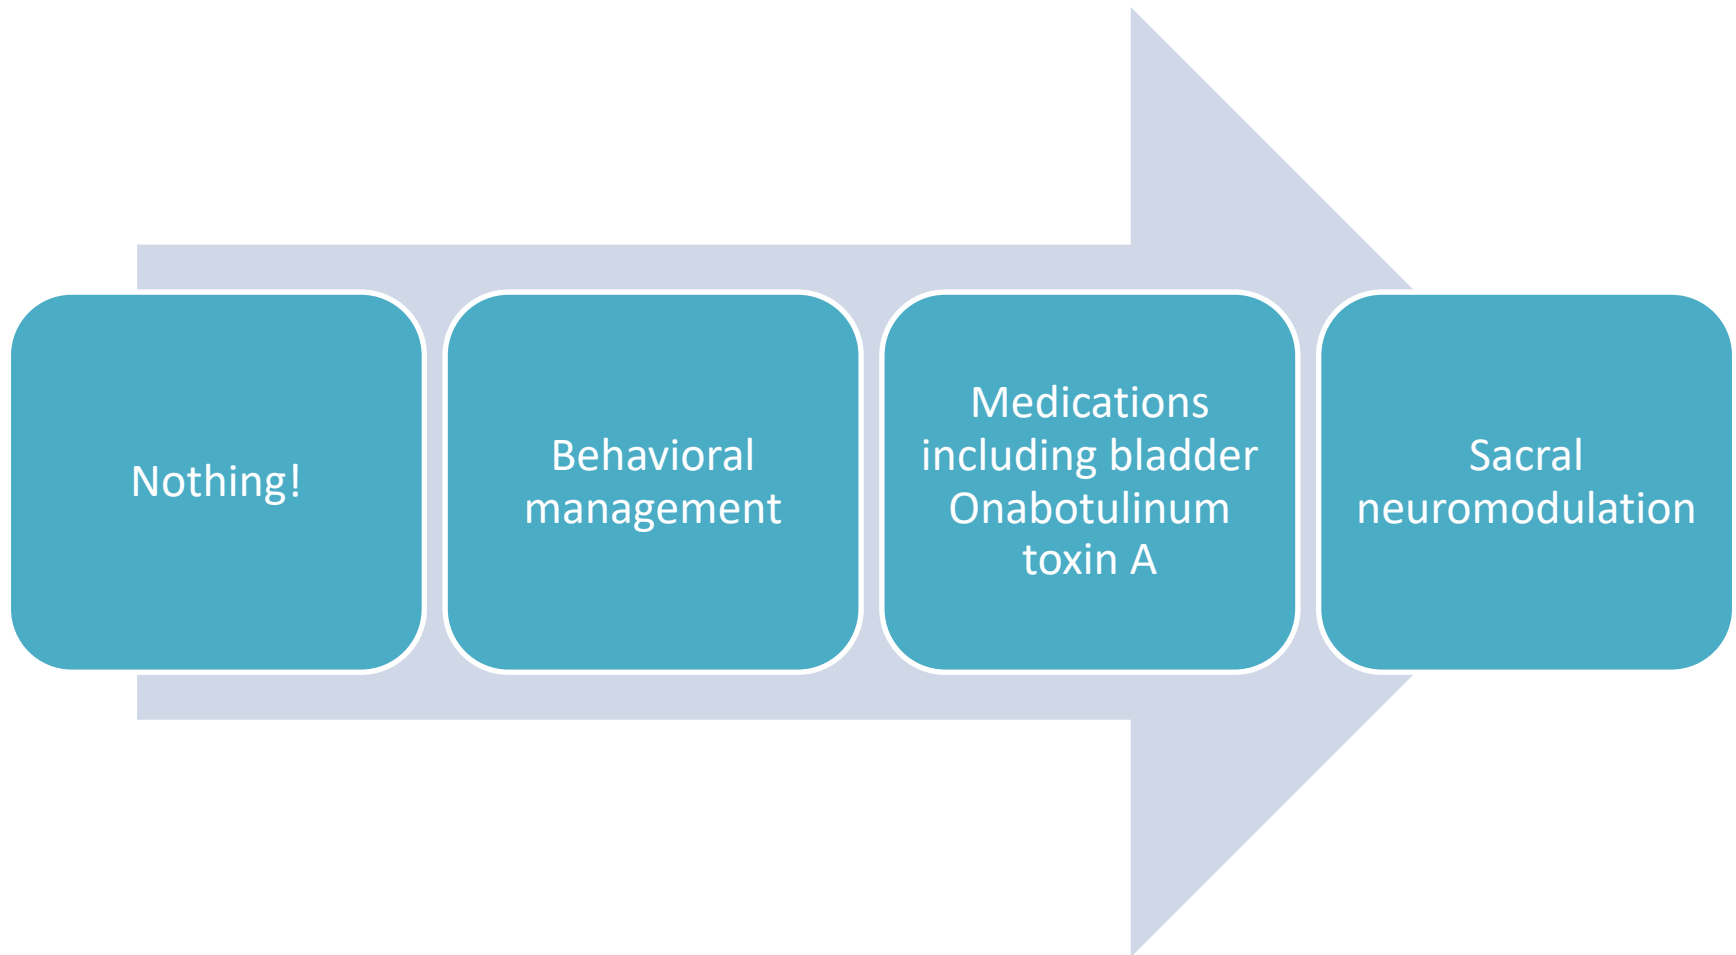 Nothing!
Behavioral
management
Medications
including bladder
Onabotulinum
toxin A
Sacral
neuromodulation